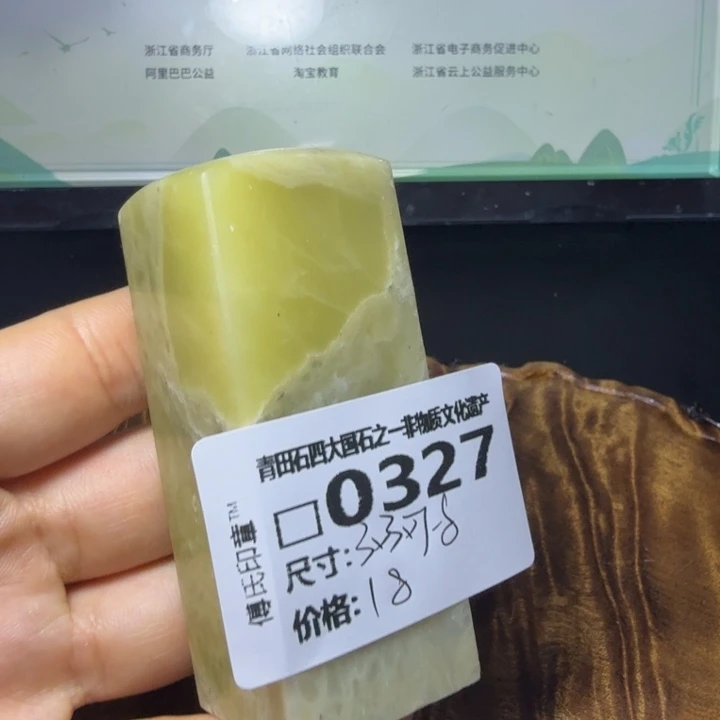 浙江省商务厅 浙江省网络社会组织联合会 浙江省电子商务促进中心
阿里巴巴公益 淘宝教育 浙江省云上公益服务中心
青田石四大国石之一非物质文化遗产
0327
尺寸:3x3x7-8
价格:18
傅氏印章™